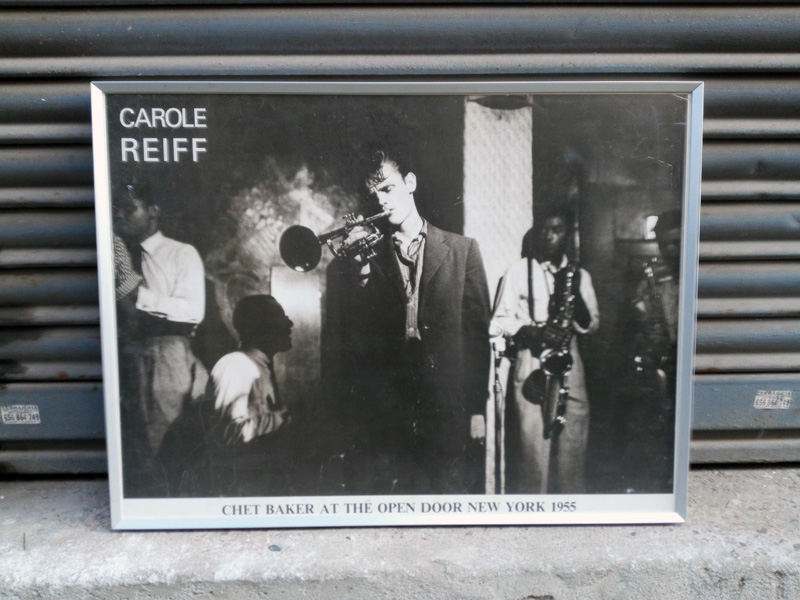 CAROLE
REIFF
CHET BAKER AT THE OPEN DOOR NEW YORK 1955